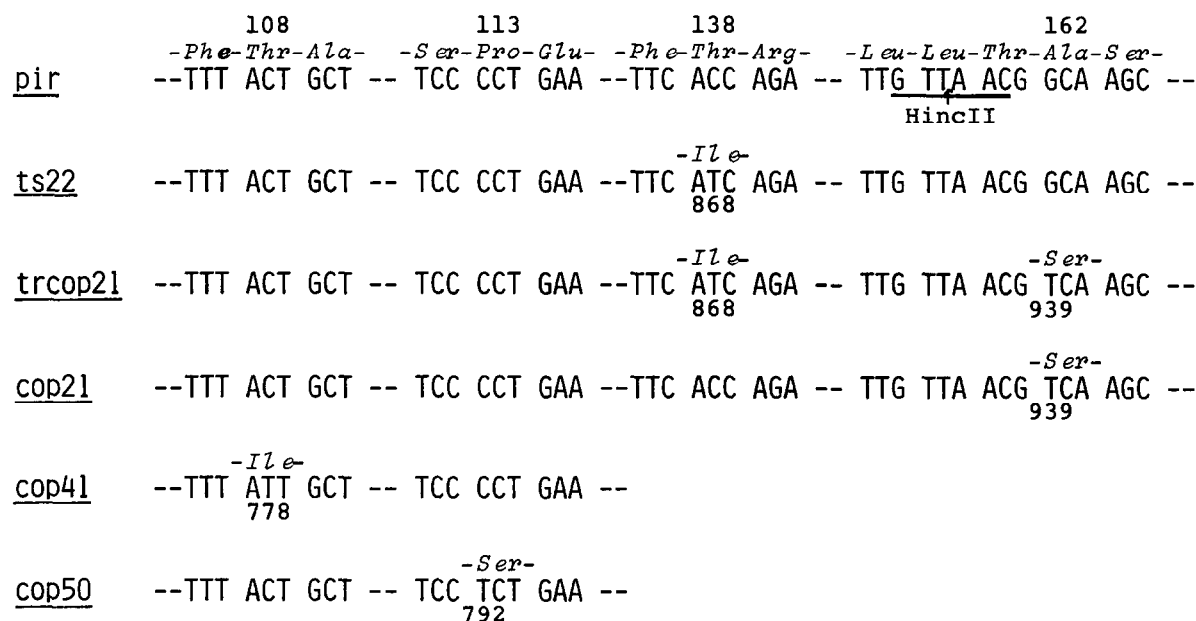 108 113 138 162
-Phe-Thr-Ala- -Ser-Pro-Glu- -Phe-Thr-Arg- -Leu-Leu-Thr-Ala-Ser-
pir --TTT ACT GCT -- TCC CCT GAA --TTC ACC AGA -- TTG TTA ACG GCA AGC --
HincII
-Ile-
ts22 --TTT ACT GCT -- TCC CCT GAA --TTC ATC AGA -- TTG TTA ACG GCA AGC --
868
-Ile- -Ser-
trcop21 --TTT ACT GCT -- TCC CCT GAA --TTC ATC AGA -- TTG TTA ACG TCA AGC --
868 939
-Ser-
cop21 --TTT ACT GCT -- TCC CCT GAA --TTC ACC AGA -- TTG TTA ACG TCA AGC --
939
-Ile-
cop41 --TTT ATT GCT -- TCC CCT GAA --
778
-Ser-
cop50 --TTT ACT GCT -- TCC TCT GAA --
792